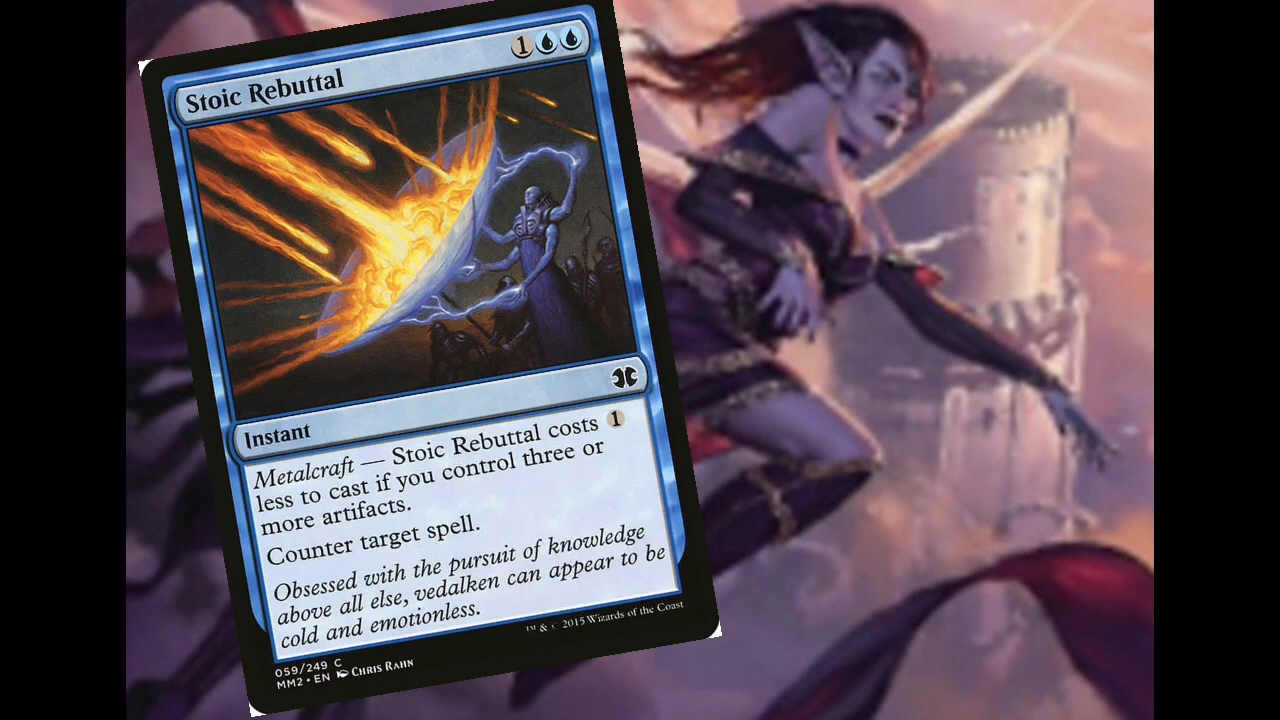 Stoic Rebuttal 1
Instant
Metalcraft — Stoic Rebuttal costs 1
less to cast if you control three or
more artifacts.
Counter target spell.
Obsessed with the pursuit of knowledge
above all else, vedalken can appear to be
cold and emotionless.
™ & © 2015 Wizards of the Coast
059/249 C
MM2 • EN Chris Rahn